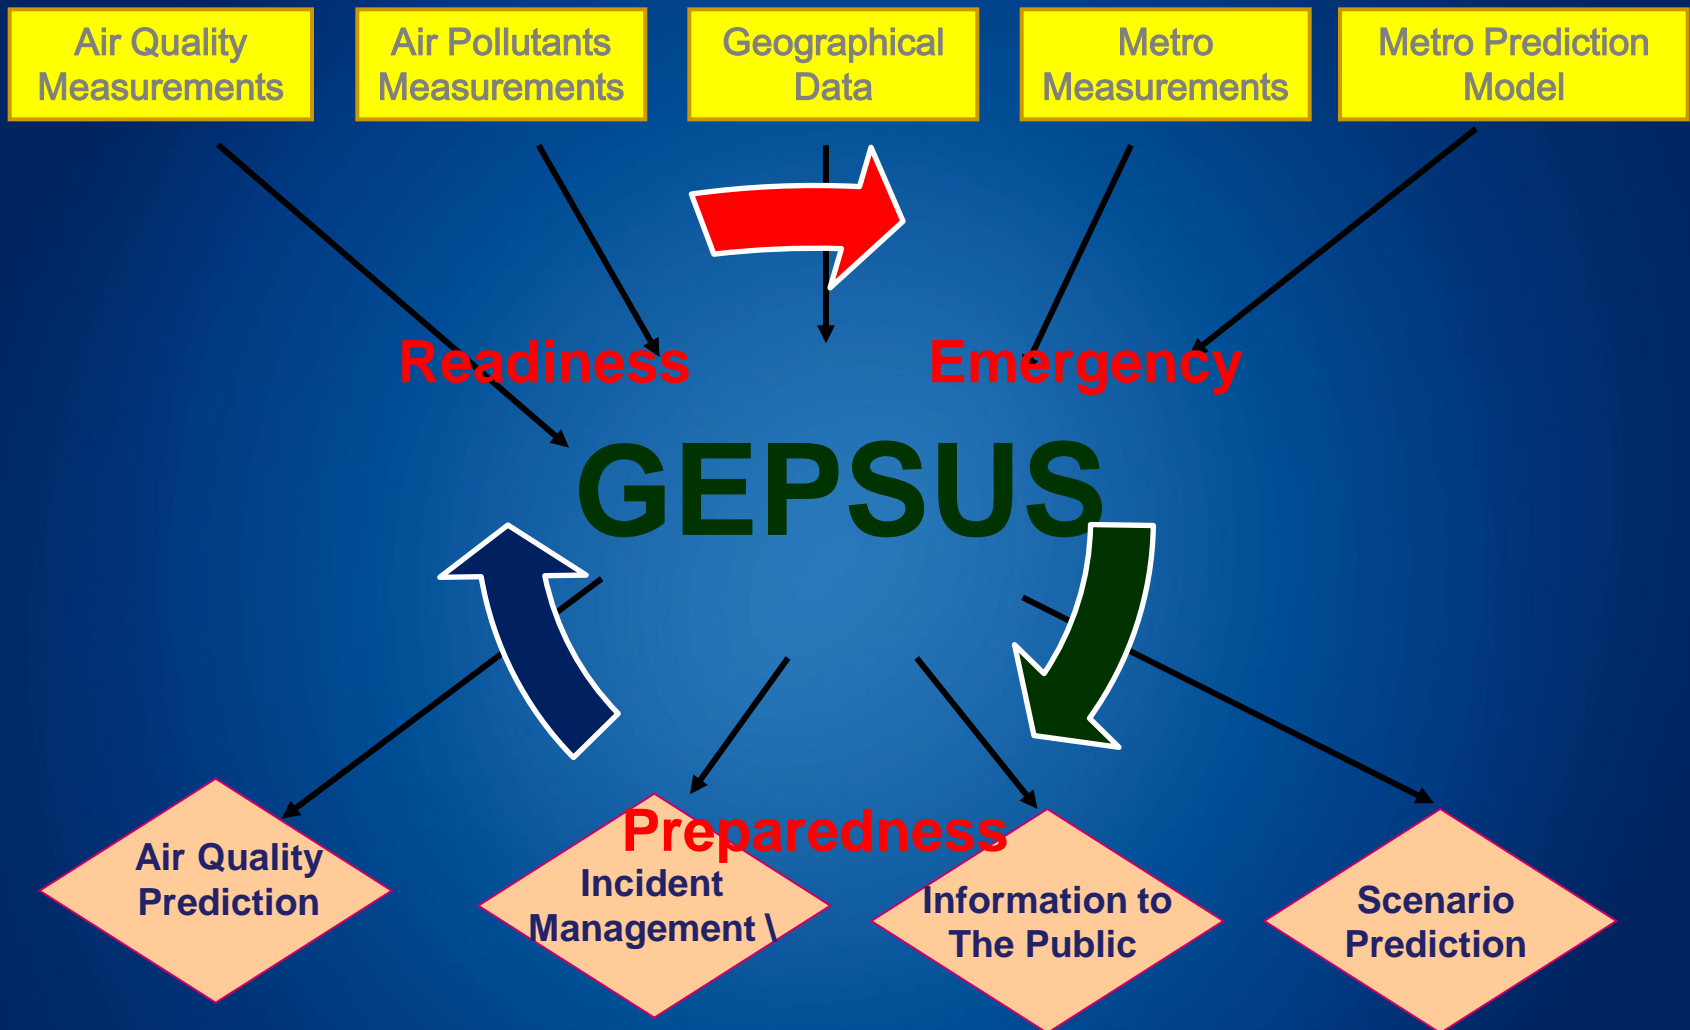 Air Quality
Measurements
Air Pollutants
Measurements
Geographical
Data
Metro
Measurements
Metro Prediction
Model
Readiness
Emergency
GEPSUS
Preparedness
Air Quality
Prediction
Incident
Management \
Information to
The Public
Scenario
Prediction